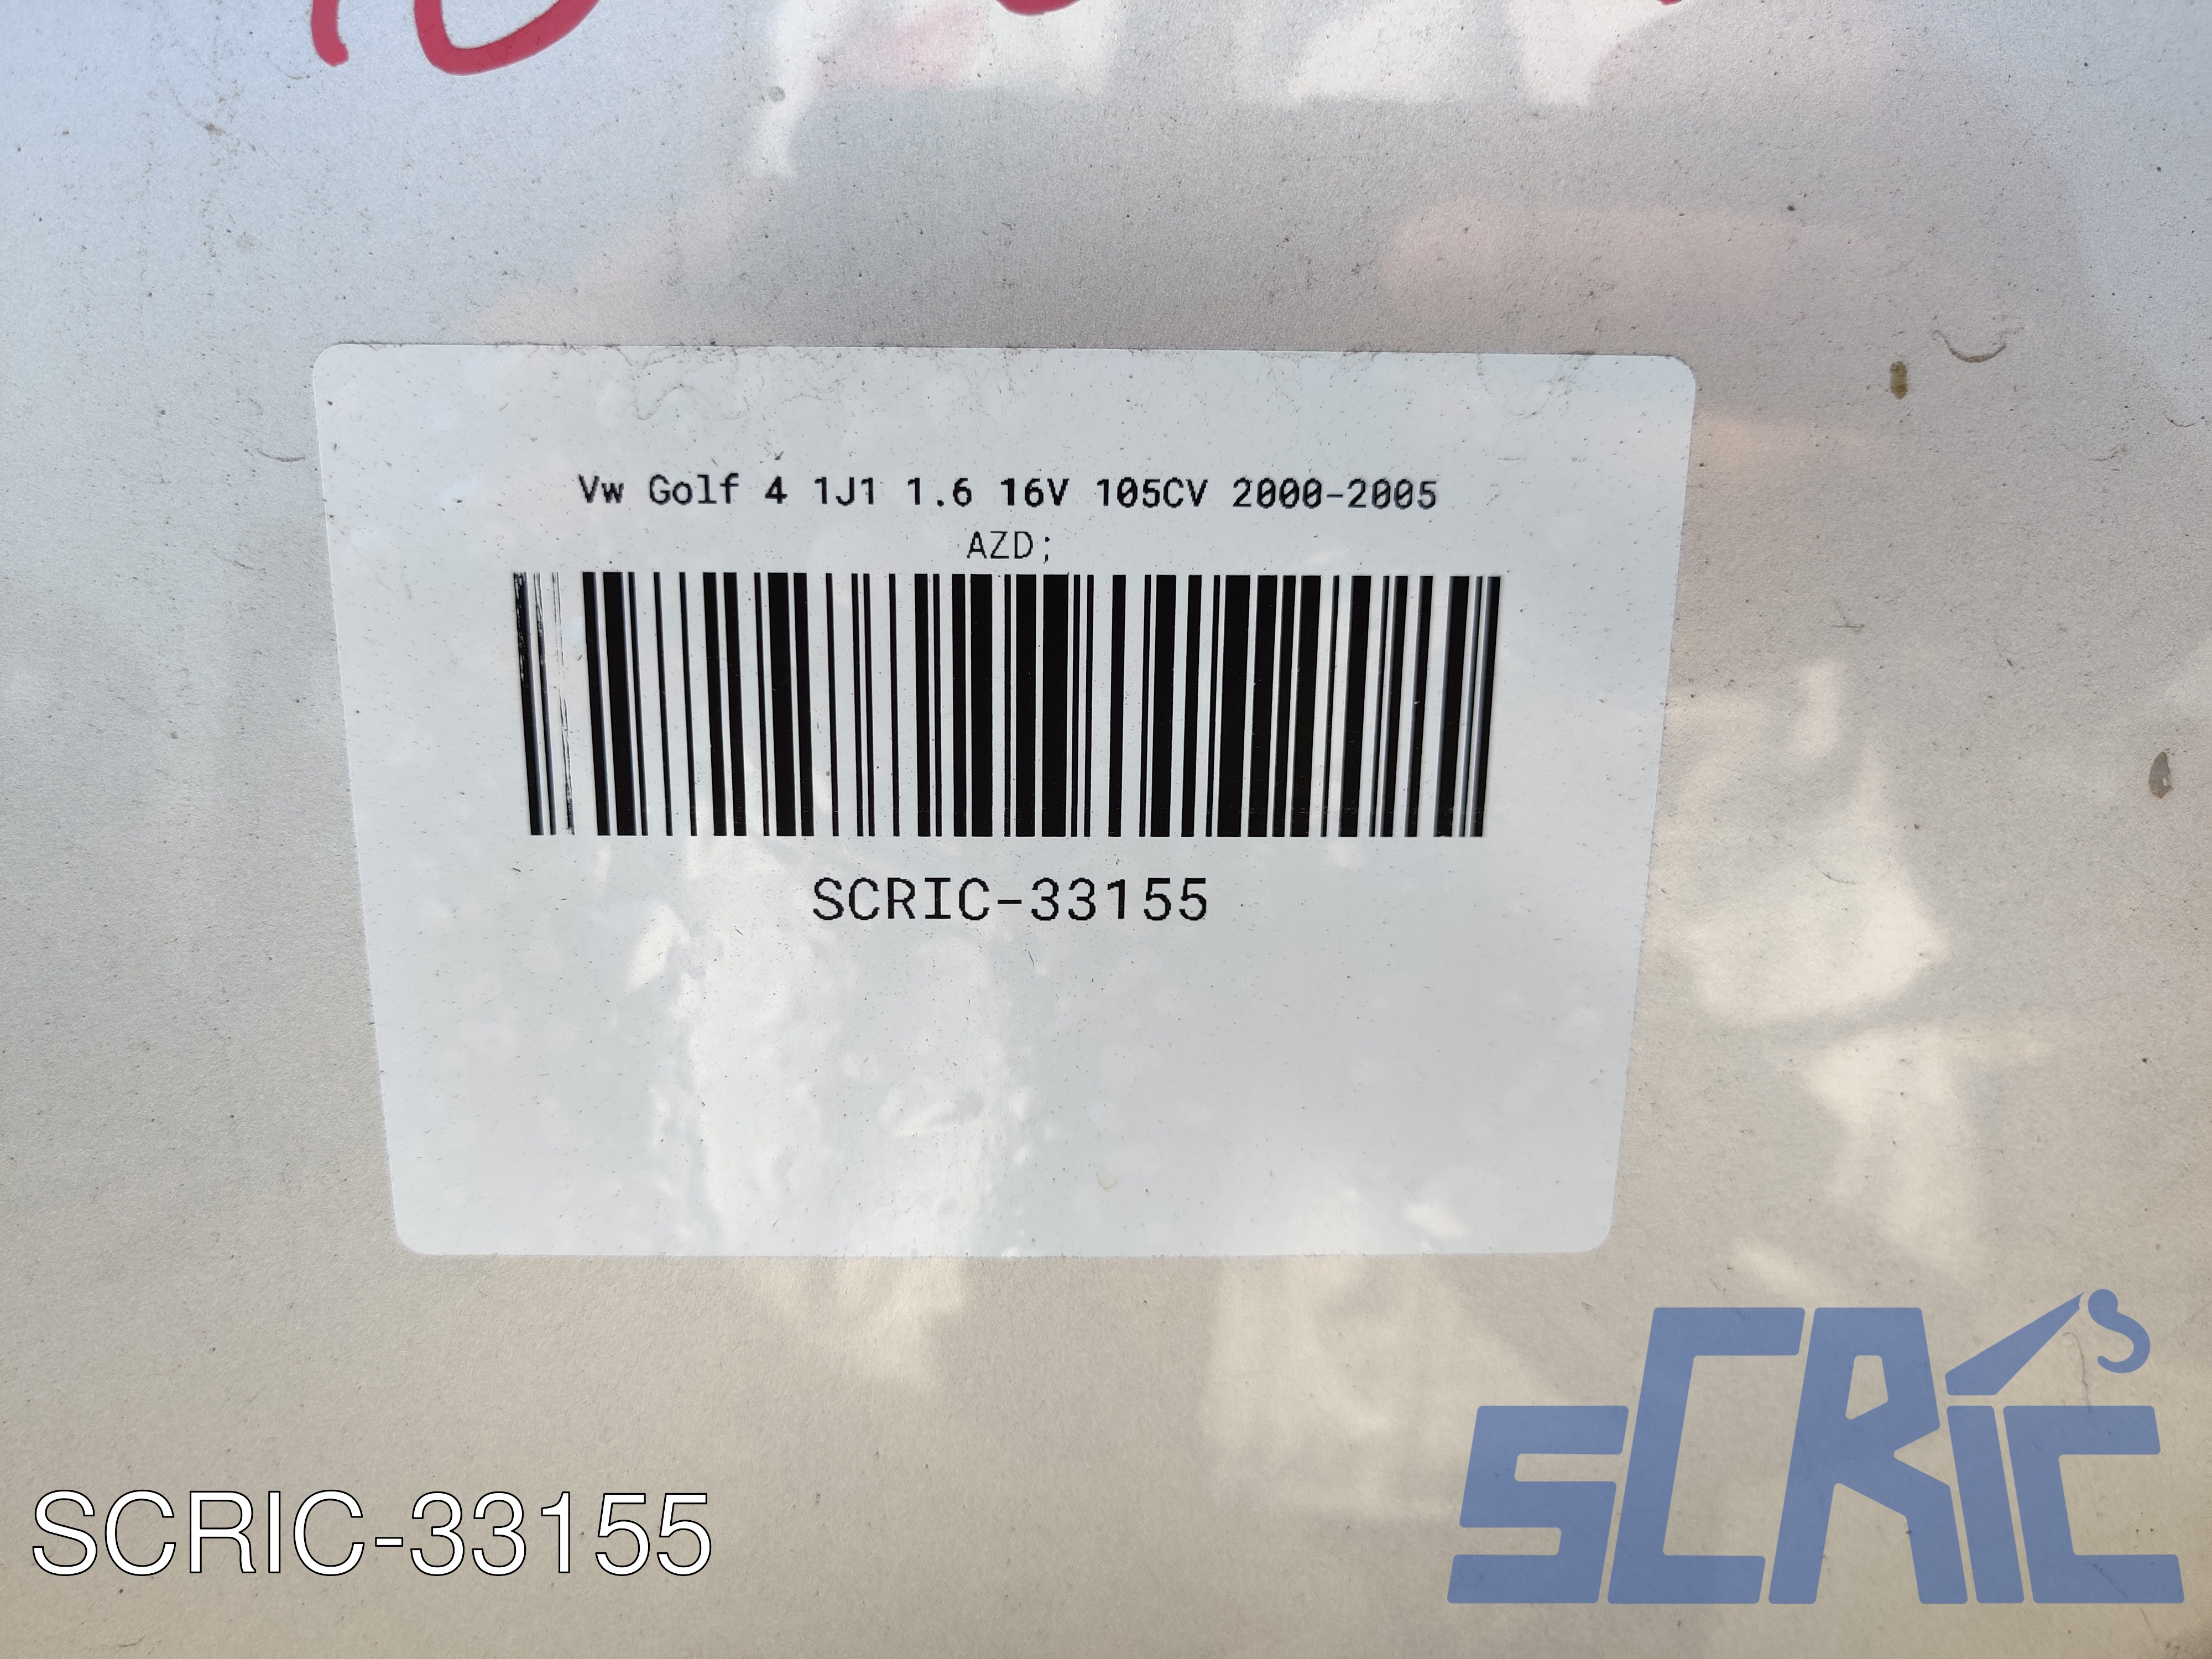 Vw Golf 4 1J1 1.6 16V 105CV 2000-2005
AZD;
SCRIC-33155
SCRIC-33155
SCRIC